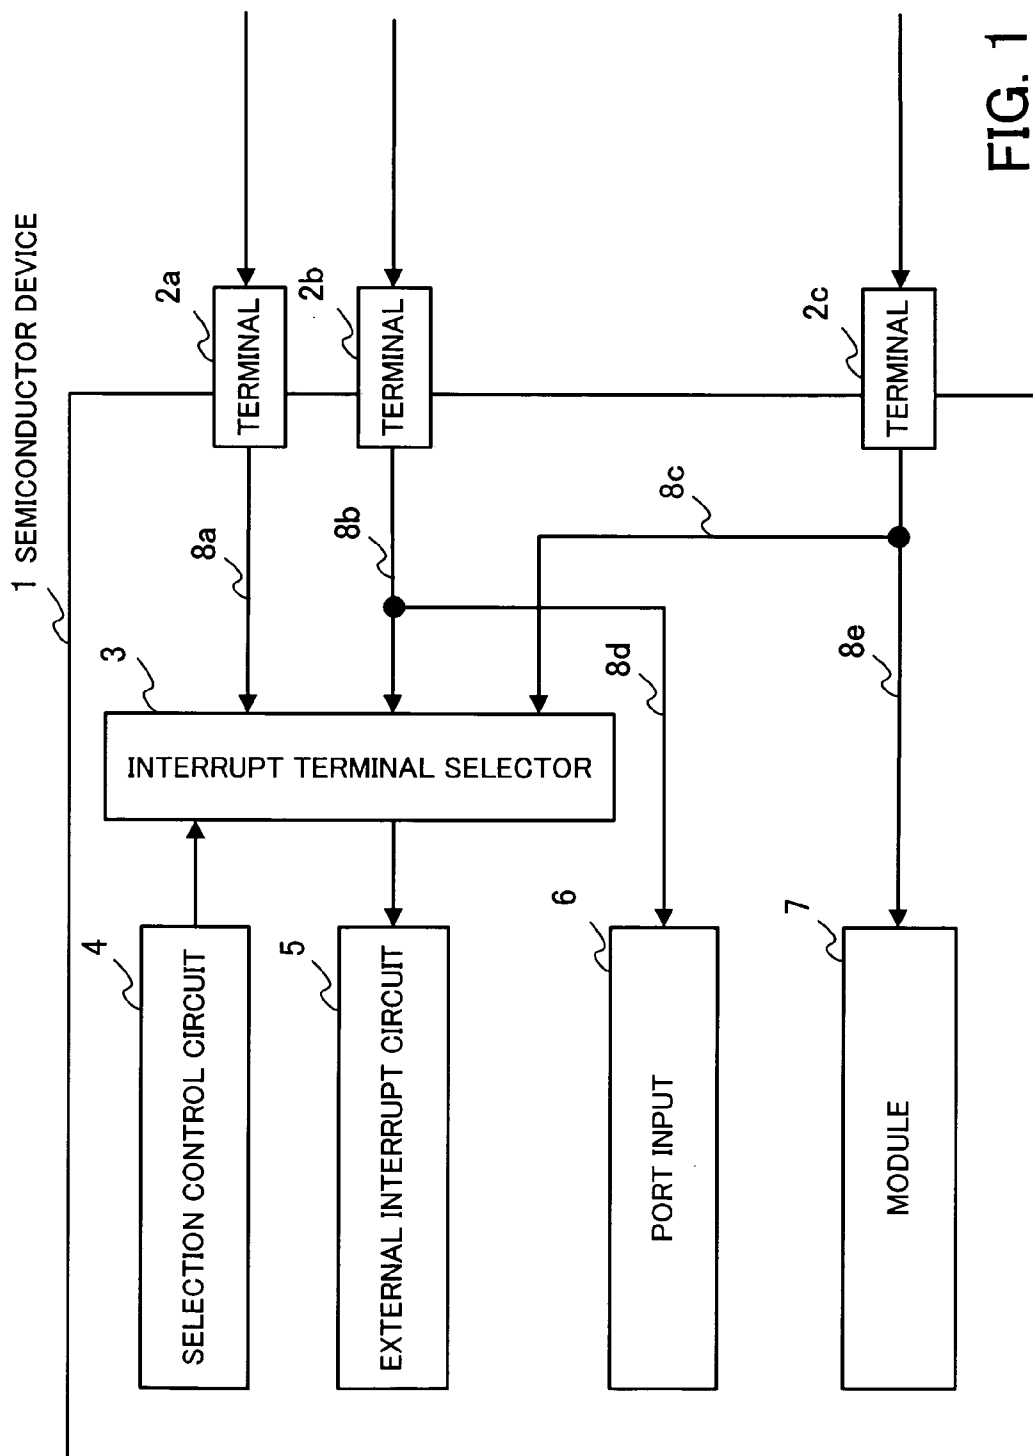 1 SEMICONDUCTOR DEVICE
4
SELECTION CONTROL CIRCUIT
3
INTERRUPT TERMINAL SELECTOR
8a
2a
TERMINAL
5
EXTERNAL INTERRUPT CIRCUIT
8b
2b
TERMINAL
6
PORT INPUT
8d
8c
7
MODULE
8e
2c
TERMINAL
FIG. 1